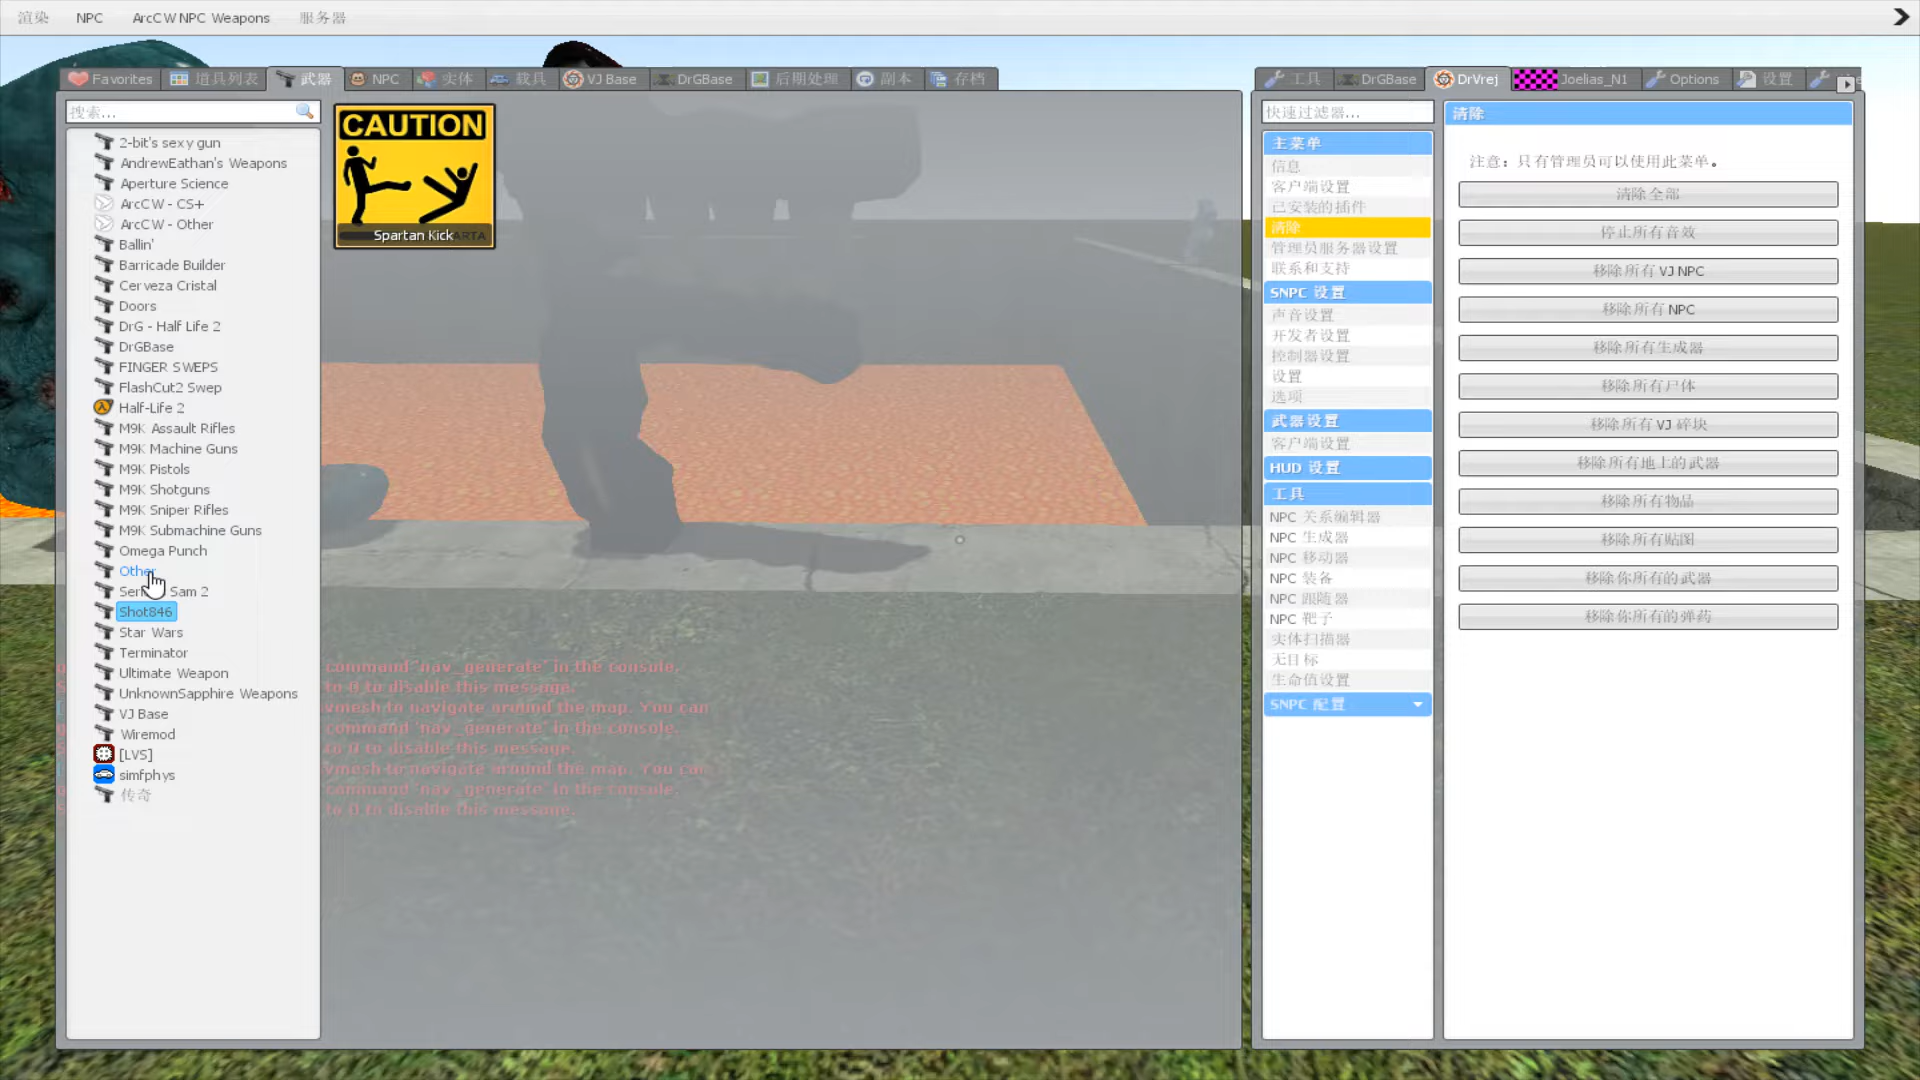 渲染 NPC ArcCW NPC Weapons 服务器
Favorites 道具列表 武器 NPC 实体 载具 VJ Base DrGBase 后期处理 副本 存档
搜索...
2-bit's sexy gun
AndrewEathan's Weapons
Aperture Science
ArcCW - CS+
ArcCW - Other
Ballin'
Barricade Builder
Cerveza Cristal
Doors
DrG - Half Life 2
DrGBase
FINGER SWEPS
FlashCut2 Swep
Half-Life 2
M9K Assault Rifles
M9K Machine Guns
M9K Pistols
M9K Shotguns
M9K Sniper Rifles
M9K Submachine Guns
Omega Punch
Other
Sam 2
Shot846
Star Wars
Terminator
Ultimate Weapon
UnknownSapphire Weapons
VJ Base
Wiremod
[LVS]
simfphys
传奇
CAUTION
Spartan Kick
command 'nav_generate' in the console.
to 0 to disable this message.
vmesh to navigate around the map. You can
command 'nav_generate' in the console.
to 0 to disable this message.
vmesh to navigate around the map. You can
command 'nav_generate' in the console.
to 0 to disable this message.
工具 DrGBase DrVrej Joelias_N1 Options 设置
快速过滤器...
主菜单
信息
客户端设置
已安装的插件
清除
管理员服务器设置
联系和支持
SNPC 设置
声音设置
开发者设置
控制器设置
设置
选项
武器设置
客户端设置
HUD 设置
工具
NPC 关系编辑器
NPC 生成器
NPC 移动器
NPC 装备
NPC 跟随器
NPC 靶子
实体扫描器
无目标
生命值设置
SNPC 配置
清除
注意：只有管理员可以使用此菜单。
清除全部
停止所有音效
移除所有 VJ NPC
移除所有 NPC
移除所有生成器
移除所有尸体
移除所有 VJ 碎块
移除所有地上的武器
移除所有物品
移除所有贴图
移除你所有的武器
移除你所有的弹药